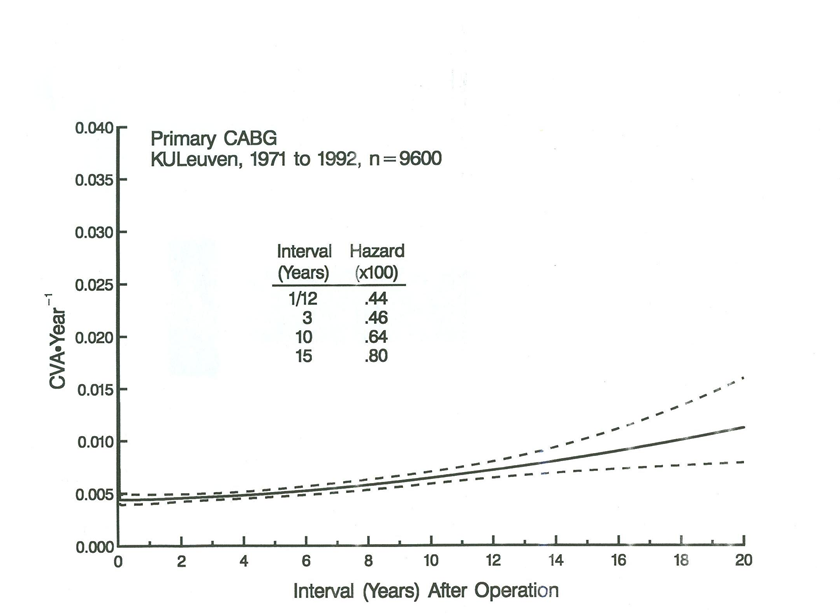 Primary CABG
KULeuven, 1971 to 1992, n=9600
0.040
0.035
0.030
0.025
0.020
0.015
0.010
0.005
0.000
CVA•Year⁻¹
Interval Hazard
(Years) (x100)
1/12 .44
3 .46
10 .64
15 .80
0 2 4 6 8 10 12 14 16 18 20
Interval (Years) After Operation